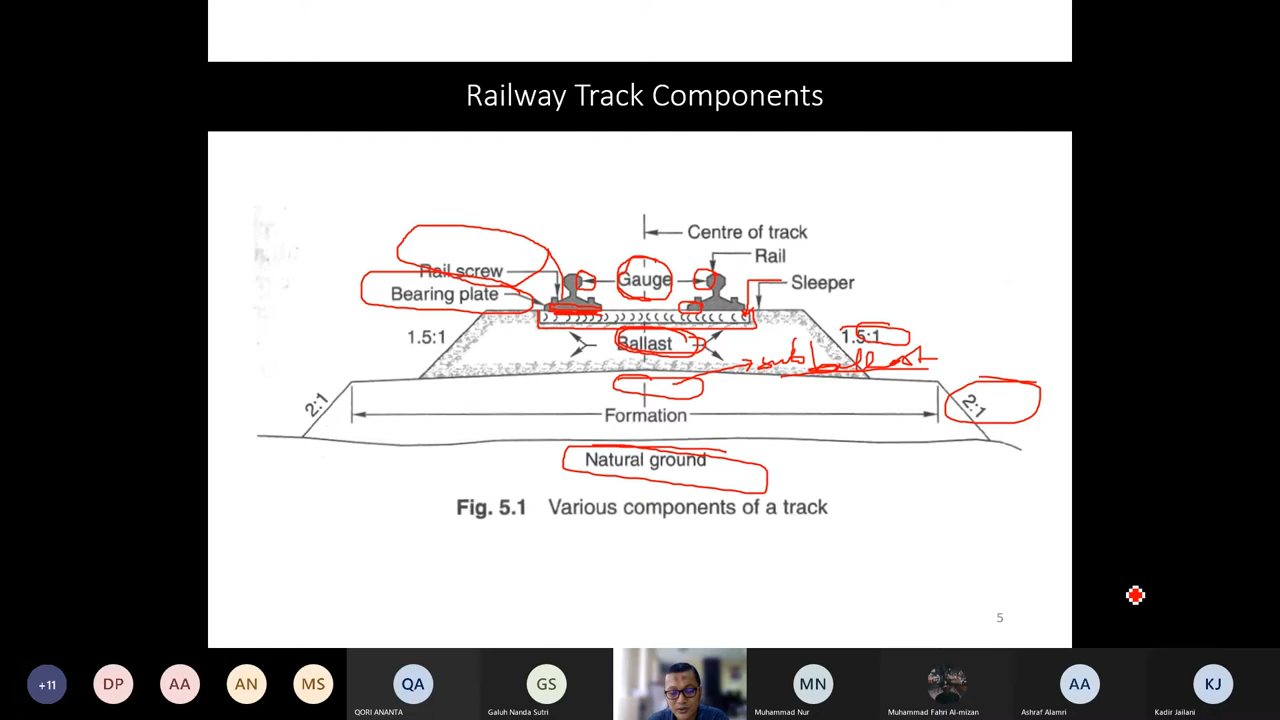 Railway Track Components
Centre of track
Rail
Rail screw
Gauge
Sleeper
Bearing plate
1.5:1
Ballast
1.5:1
sub ballast
2:1
2:1
Formation
Natural ground
Fig. 5.1 Various components of a track
5
+11
DP
AA
AN
MS
QA
GS
MN
AA
KJ
QORI ANANTA
Galuh Nanda Sutri
Muhammad Nur
Muhammad Fahri Al-mizan
Ashraf Alamri
Kadir Jailani